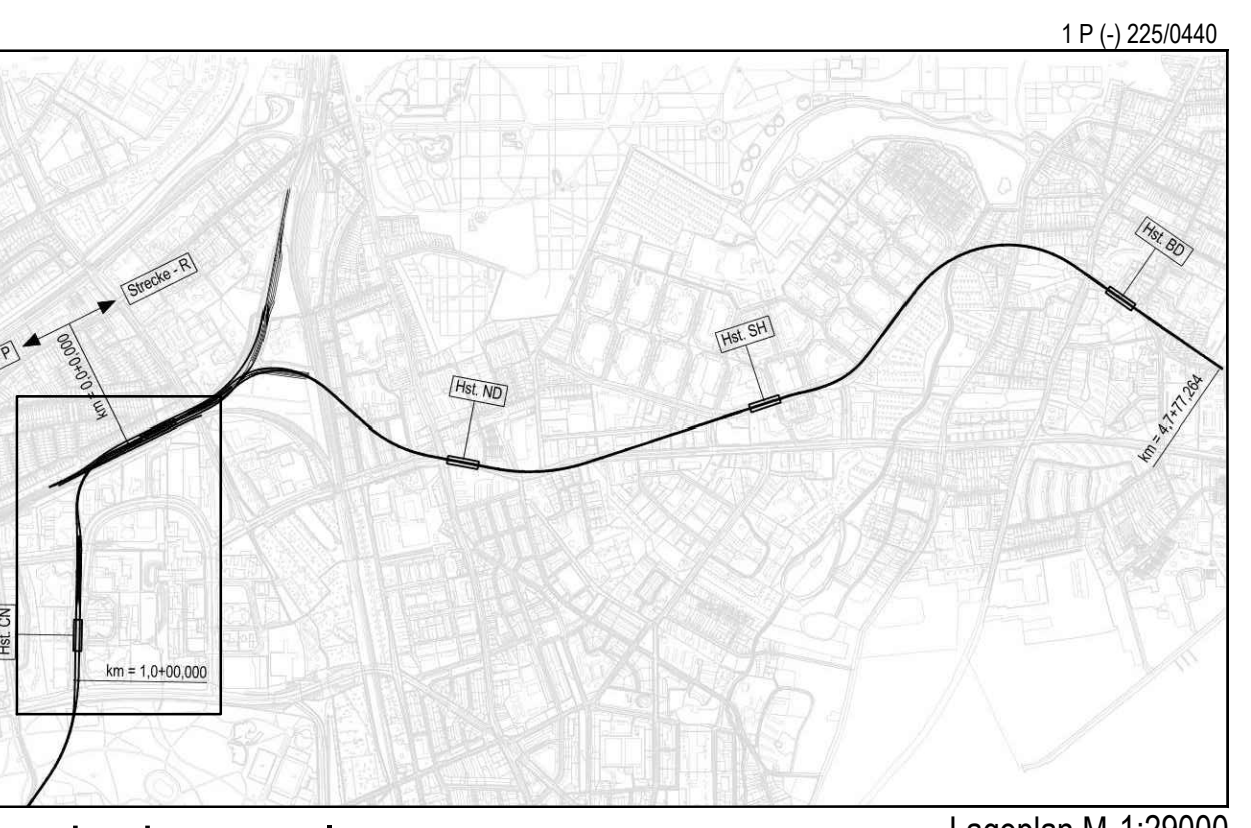 1 P (-) 225/0440
Hst. BD
Strecke - R
P
km = 0,0+0,000
Hst. SH
Hst. ND
km = 4,7+77,264
Hst. CN
km = 1,0+00,000
Lageplan M 1:29000